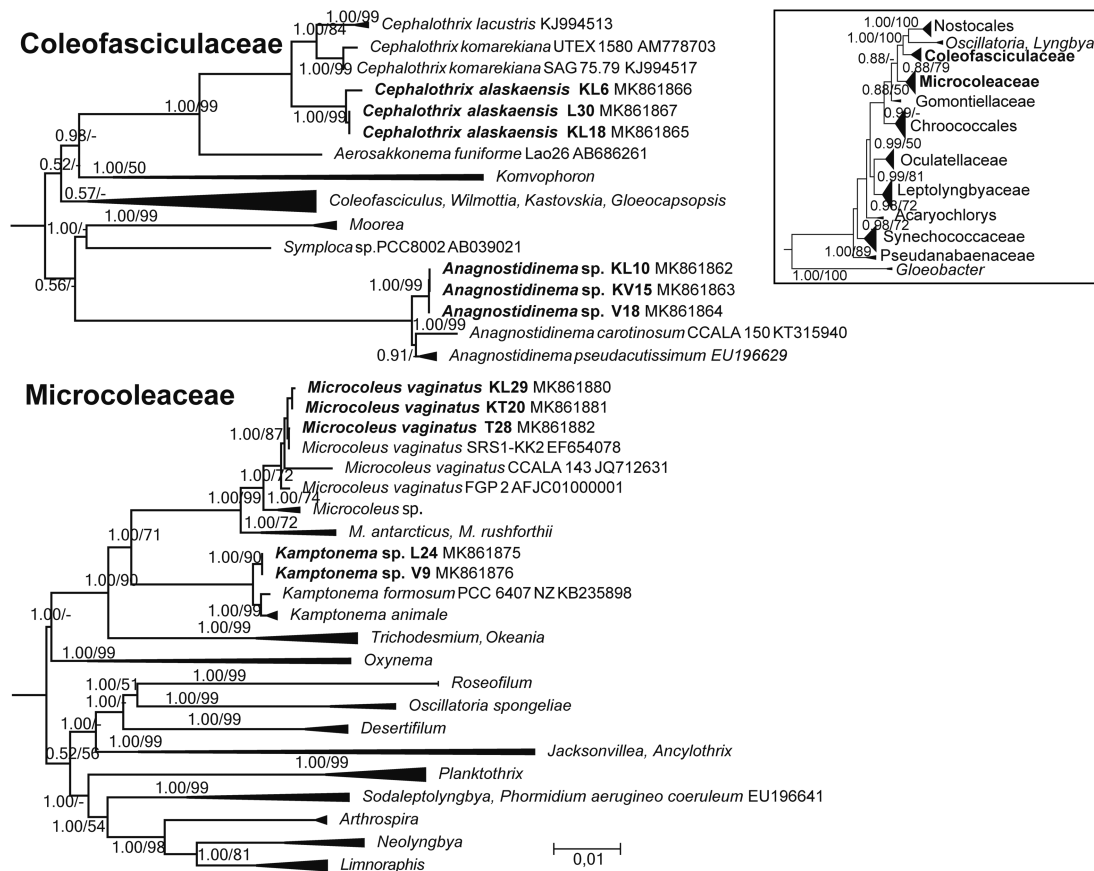 Coleofasciculaceae
1.00/99
Cephalothrix lacustris KJ994513
1.00/84
Cephalothrix komarekiana UTEX 1580 AM778703
1.00/99
Cephalothrix komarekiana SAG 75.79 KJ994517
Cephalothrix alaskaensis KL6 MK861866
1.00/99
Cephalothrix alaskaensis L30 MK861867
1.00/99
Cephalothrix alaskaensis KL18 MK861865
0.98/-
Aerosakkonema funiforme Lao26 AB686261
0.52/-
1.00/50
Komvophoron
0.57/-
Coleofasciculus, Wilmottia, Kastovskia, Gloeocapsopsis
1.00/99
Moorea
1.00/-
Symploca sp.PCC8002 AB039021
0.56/-
Anagnostidinema sp. KL10 MK861862
1.00/99
Anagnostidinema sp. KV15 MK861863
Anagnostidinema sp. V18 MK861864
1.00/99
Anagnostidinema carotinosum CCALA 150 KT315940
0.91/-
Anagnostidinema pseudacutissimum EU196629
1.00/100
Nostocales
1.00/100
Oscillatoria, Lyngbya
0.88/-
Coleofasciculaceae
0.88/79
Microcoleaceae
0.88/50
Gomontiellaceae
0.99/-
Chroococcales
0.99/50
Oculatellaceae
0.99/81
Leptolyngbyaceae
0.98/72
Acaryochlorys
0.98/72
Synechococcaceae
1.00/89
Pseudanabaenaceae
Gloeobacter
1.00/100
Microcoleaceae
Microcoleus vaginatus KL29 MK861880
Microcoleus vaginatus KT20 MK861881
1.00/87
Microcoleus vaginatus T28 MK861882
Microcoleus vaginatus SRS1-KK2 EF654078
1.00/72
Microcoleus vaginatus CCALA 143 JQ712631
Microcoleus vaginatus FGP 2 AFJC01000001
1.00/99
1.00/74
Microcoleus sp.
1.00/72
M. antarcticus, M. rushforthii
1.00/71
1.00/90
Kamptonema sp. L24 MK861875
Kamptonema sp. V9 MK861876
1.00/90
Kamptonema formosum PCC 6407 NZ KB235898
1.00/-
1.00/99
Kamptonema animale
1.00/99
Trichodesmium, Okeania
1.00/99
Oxynema
1.00/51
1.00/99
Roseofilum
1.00/-
1.00/99
Oscillatoria spongeliae
1.00/-
1.00/99
Desertifilum
0.52/56
1.00/99
Jacksonvillea, Ancylothrix
1.00/99
Planktothrix
1.00/-
1.00/99
Sodaleptolyngbya, Phormidium aerugineo coeruleum EU196641
1.00/54
Arthrospira
1.00/98
Neolyngbya
1.00/81
Limnoraphis
0,01